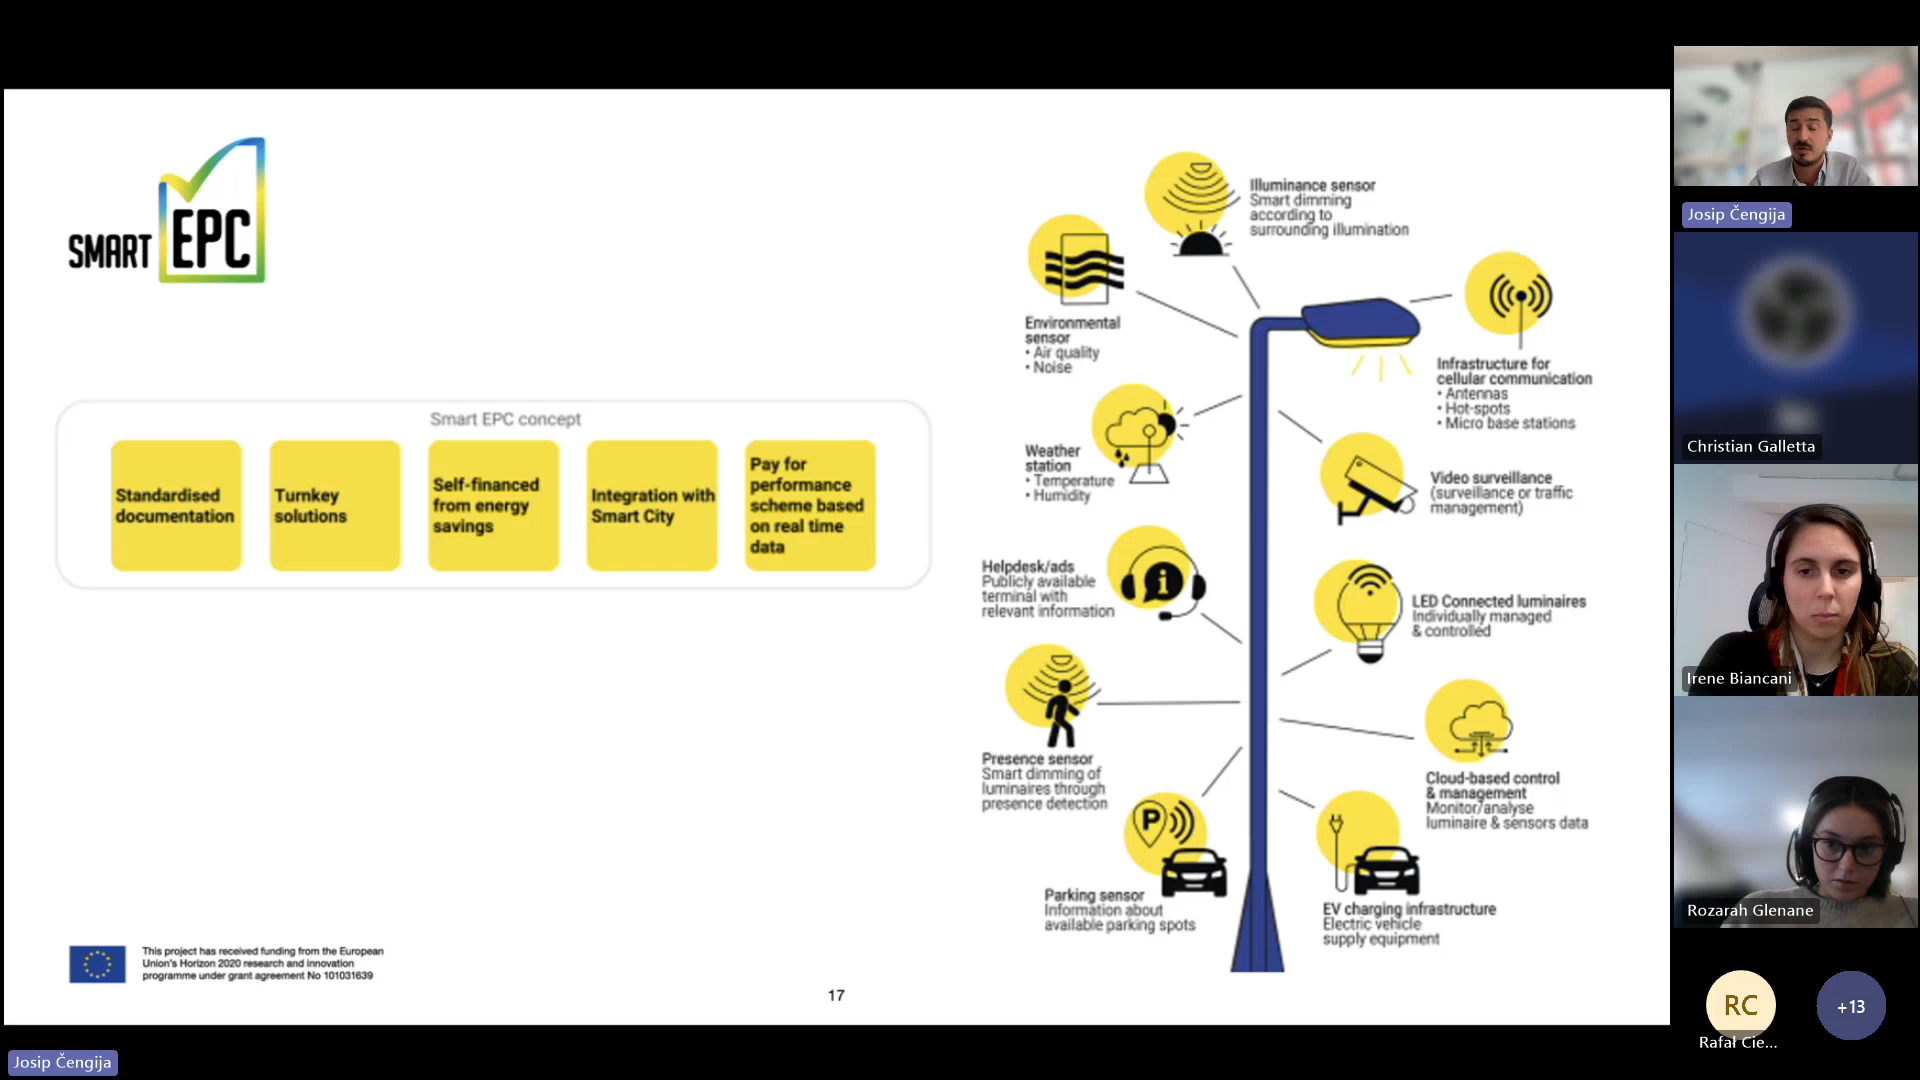 SMART EPC
Smart EPC concept
Standardised
documentation
Turnkey
solutions
Self-financed
from energy
savings
Integration with
Smart City
Pay for
performance
scheme based
on real time
data
Illuminance sensor
Smart dimming
according to
surrounding illumination
Environmental
sensor
• Air quality
• Noise
Infrastructure for
cellular communication
• Antennas
• Hot-spots
• Micro base stations
Weather
station
• Temperature
• Humidity
Video surveillance
(surveillance or traffic
management)
Helpdesk/ads
Publicly available
terminal with
relevant information
i
LED Connected luminaires
Individually managed
& controlled
Presence sensor
Smart dimming of
luminaires through
presence detection
Cloud-based control
& management
Monitor/analyse
luminaire & sensors data
P
Parking sensor
Information about
available parking spots
EV charging infrastructure
Electric vehicle
supply equipment
This project has received funding from the European
Union's Horizon 2020 research and innovation
programme under grant agreement No 101031639
17
Josip Čengija
Josip Čengija
Christian Galletta
Irene Biancani
Rozarah Glenane
RC
Rafał Cie...
+13